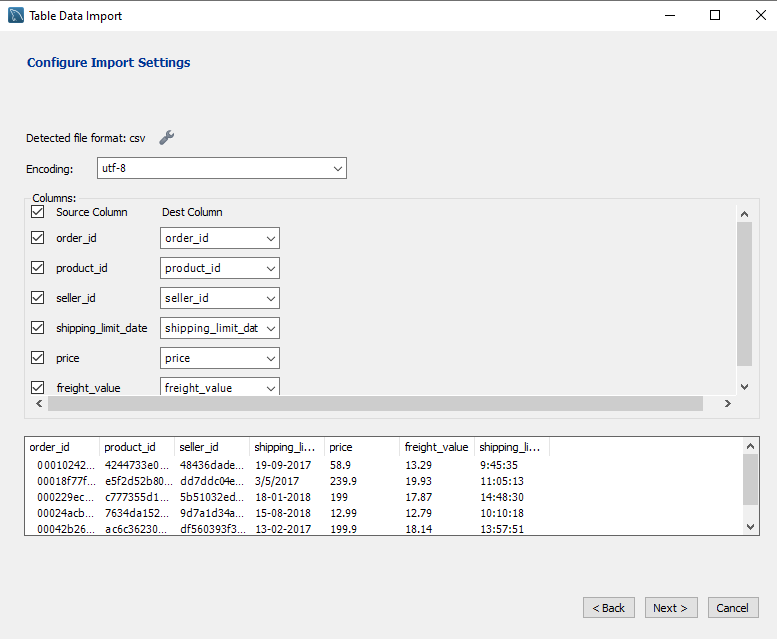 Table Data Import
Configure Import Settings
Detected file format: csv
Encoding: utf-8
Columns:
Source Column Dest Column
order_id order_id
product_id product_id
seller_id seller_id
shipping_limit_date shipping_limit_dat
price price
freight_value freight_value
order_id product_id seller_id shipping_li... price freight_value shipping_li...
00010242... 4244733e0... 48436dade... 19-09-2017 58.9 13.29 9:45:35
00018f77f... e5f2d52b80... dd7ddc04e... 3/5/2017 239.9 19.93 11:05:13
000229ec... c777355d1... 5b51032ed... 18-01-2018 199 17.87 14:48:30
00024acb... 7634da152... 9d7a1d34a... 15-08-2018 12.99 12.79 10:10:18
00042b26... ac6c36230... df560393f3... 13-02-2017 199.9 18.14 13:57:51
< Back Next > Cancel